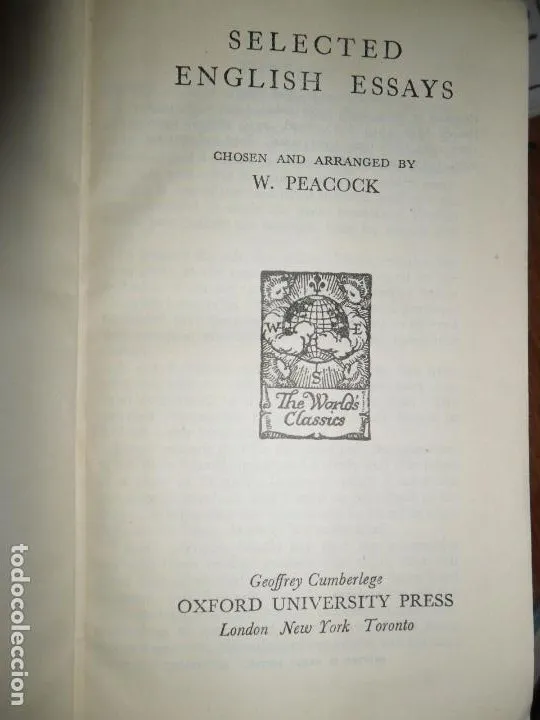 SELECTED
ENGLISH ESSAYS
CHOSEN AND ARRANGED BY
W. PEACOCK
W E
S
The World's
Classics
Geoffrey Cumberlege
OXFORD UNIVERSITY PRESS
London New York Toronto
todocoleccion